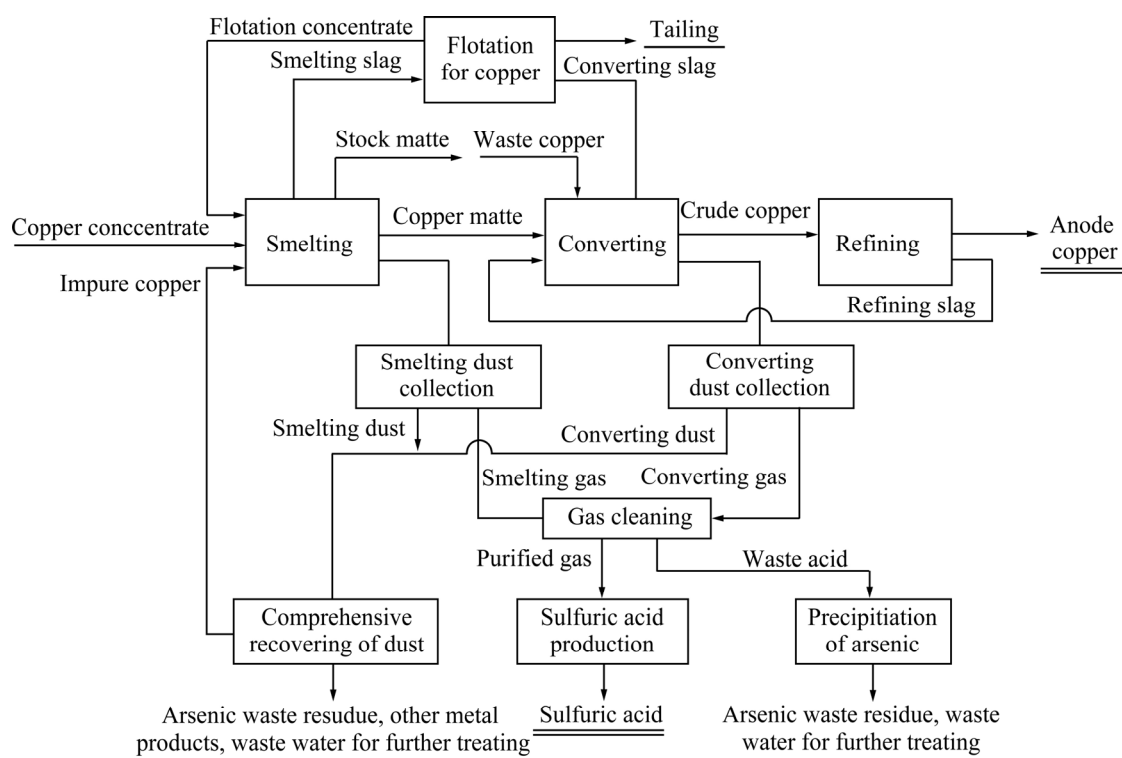 Flotation concentrate
Flotation
for copper
Tailing
Smelting slag
Converting slag
Stock matte
Waste copper
Copper conccentrate
Smelting
Copper matte
Converting
Crude copper
Refining
Anode
copper
Impure copper
Refining slag
Smelting dust
collection
Converting
dust collection
Smelting dust
Converting dust
Smelting gas
Converting gas
Gas cleaning
Purified gas
Waste acid
Comprehensive
recovering of dust
Sulfuric acid
production
Precipitiation
of arsenic
Arsenic waste resudue, other metal
products, waste water for further treating
Sulfuric acid
Arsenic waste residue, waste
water for further treating